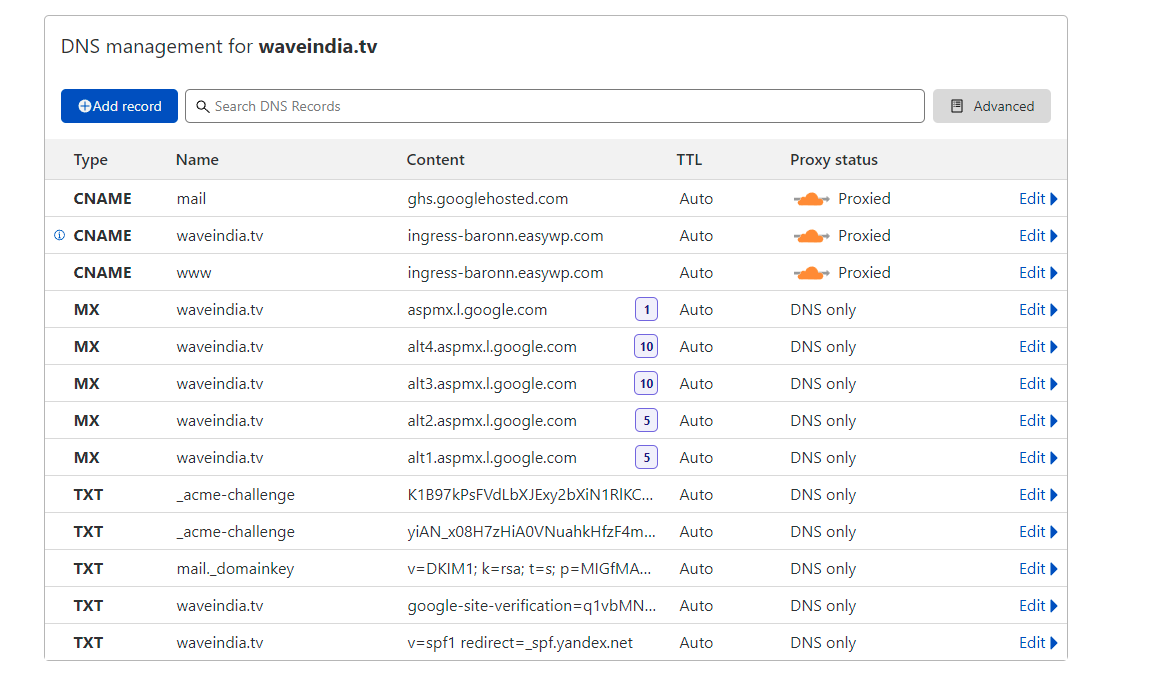 DNS management for waveindia.tv
Add record Search DNS Records Advanced
Type Name Content TTL Proxy status
CNAME mail ghs.googlehosted.com Auto Proxied Edit
CNAME waveindia.tv ingress-baronn.easywp.com Auto Proxied Edit
CNAME www ingress-baronn.easywp.com Auto Proxied Edit
MX waveindia.tv aspmx.l.google.com 1 Auto DNS only Edit
MX waveindia.tv alt4.aspmx.l.google.com 10 Auto DNS only Edit
MX waveindia.tv alt3.aspmx.l.google.com 10 Auto DNS only Edit
MX waveindia.tv alt2.aspmx.l.google.com 5 Auto DNS only Edit
MX waveindia.tv alt1.aspmx.l.google.com 5 Auto DNS only Edit
TXT _acme-challenge K1B97kPsFVdLbXJExy2bXiN1RlKC... Auto DNS only Edit
TXT _acme-challenge yiAN_x08H7zHiA0VNuahkHfzF4m... Auto DNS only Edit
TXT mail._domainkey v=DKIM1; k=rsa; t=s; p=MIGfMA... Auto DNS only Edit
TXT waveindia.tv google-site-verification=q1vbMN... Auto DNS only Edit
TXT waveindia.tv v=spf1 redirect=_spf.yandex.net Auto DNS only Edit